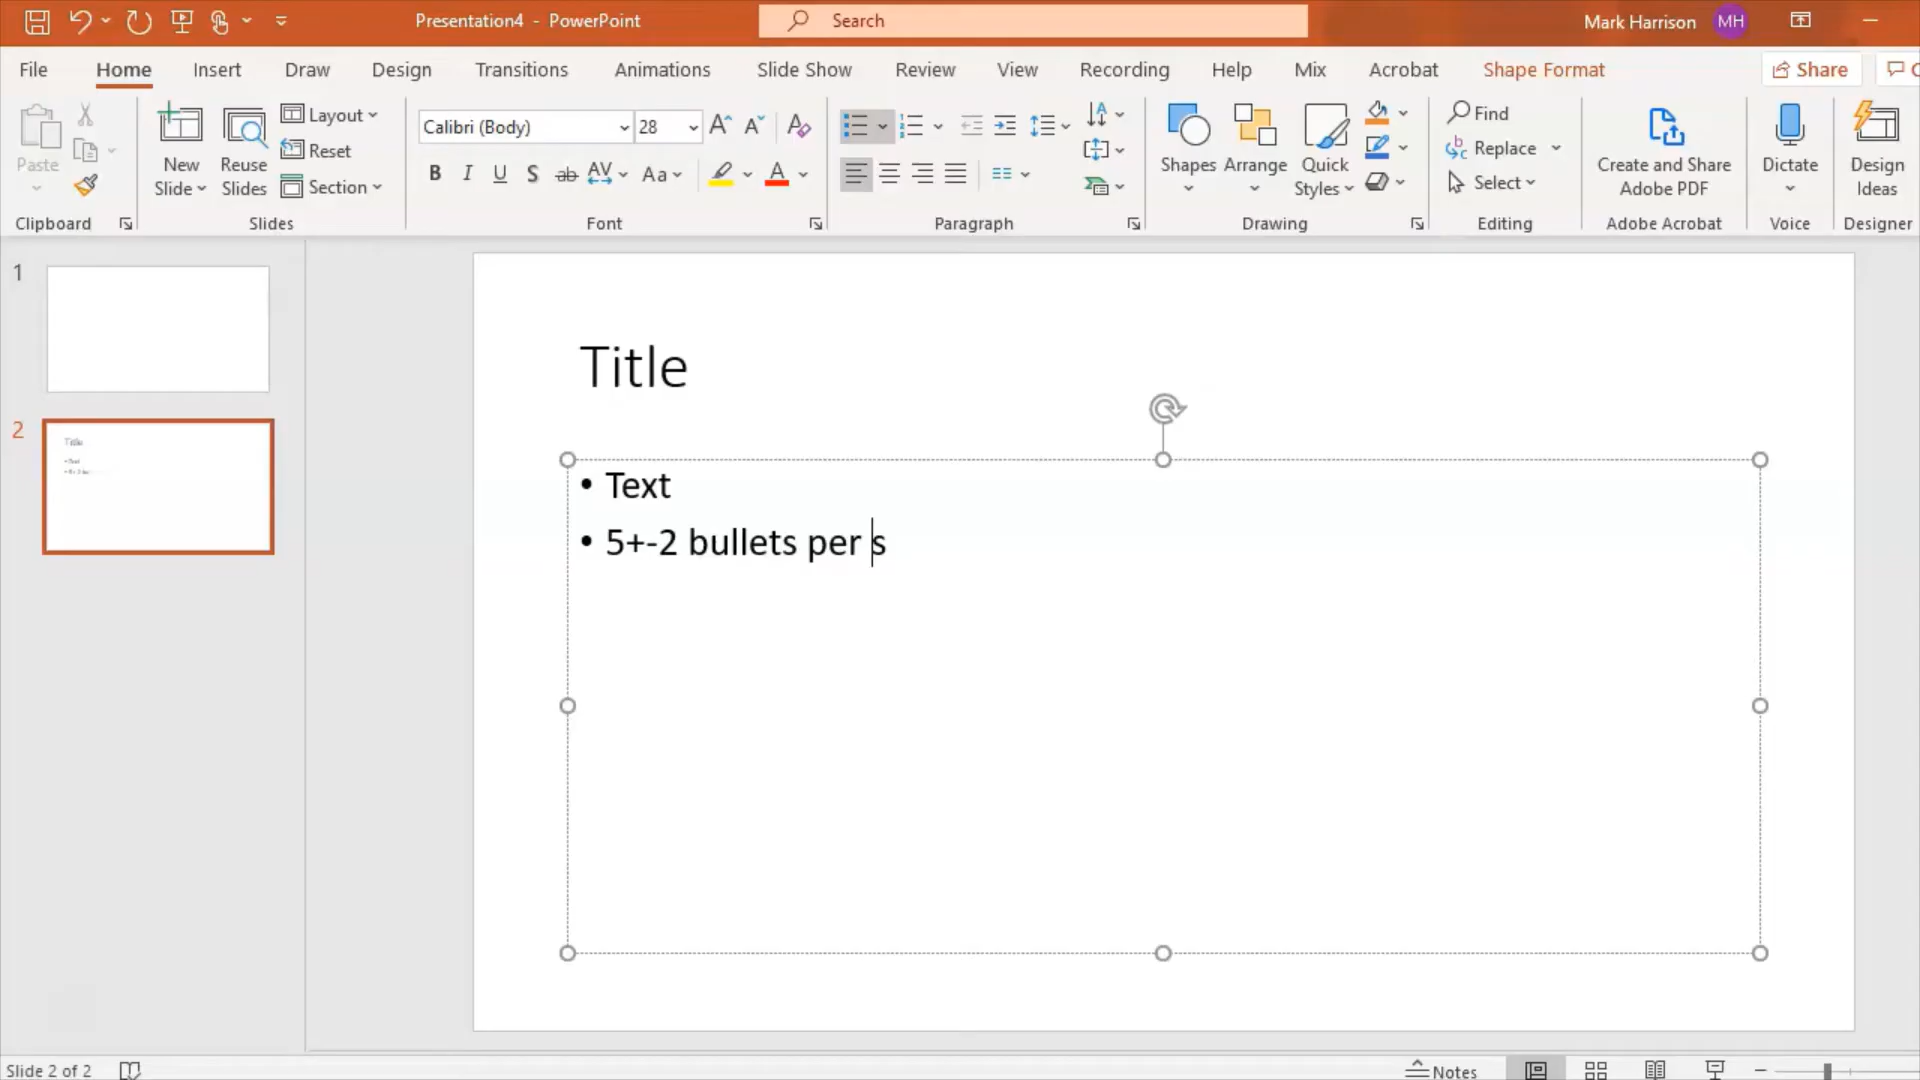 Presentation4 - PowerPoint
Search
Mark Harrison MH
File Home Insert Draw Design Transitions Animations Slide Show Review View Recording Help Mix Acrobat Shape Format Share
Paste
New Slide
Reuse Slides
Layout
Reset
Section
Calibri (Body) 28
B I U S ab AV Aa A
Shapes
Arrange
Quick Styles
Find
Replace
Select
Create and Share Adobe PDF
Dictate
Design Ideas
Clipboard Slides Font Paragraph Drawing Editing Adobe Acrobat Voice Designer
1
2
Title
• Text
• 5+-2 bullets per s
Slide 2 of 2
Notes